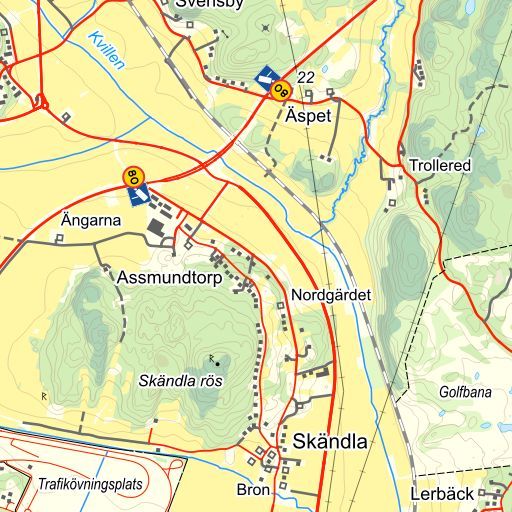 Svensby
Kvillen
22
80
Äspet
Trollered
80
Ängarna
Assmundtorp
Nordgärdet
Skändla rös
R
R
Golfbana
Skändla
Trafikövningsplats
Bron
Lerbäck